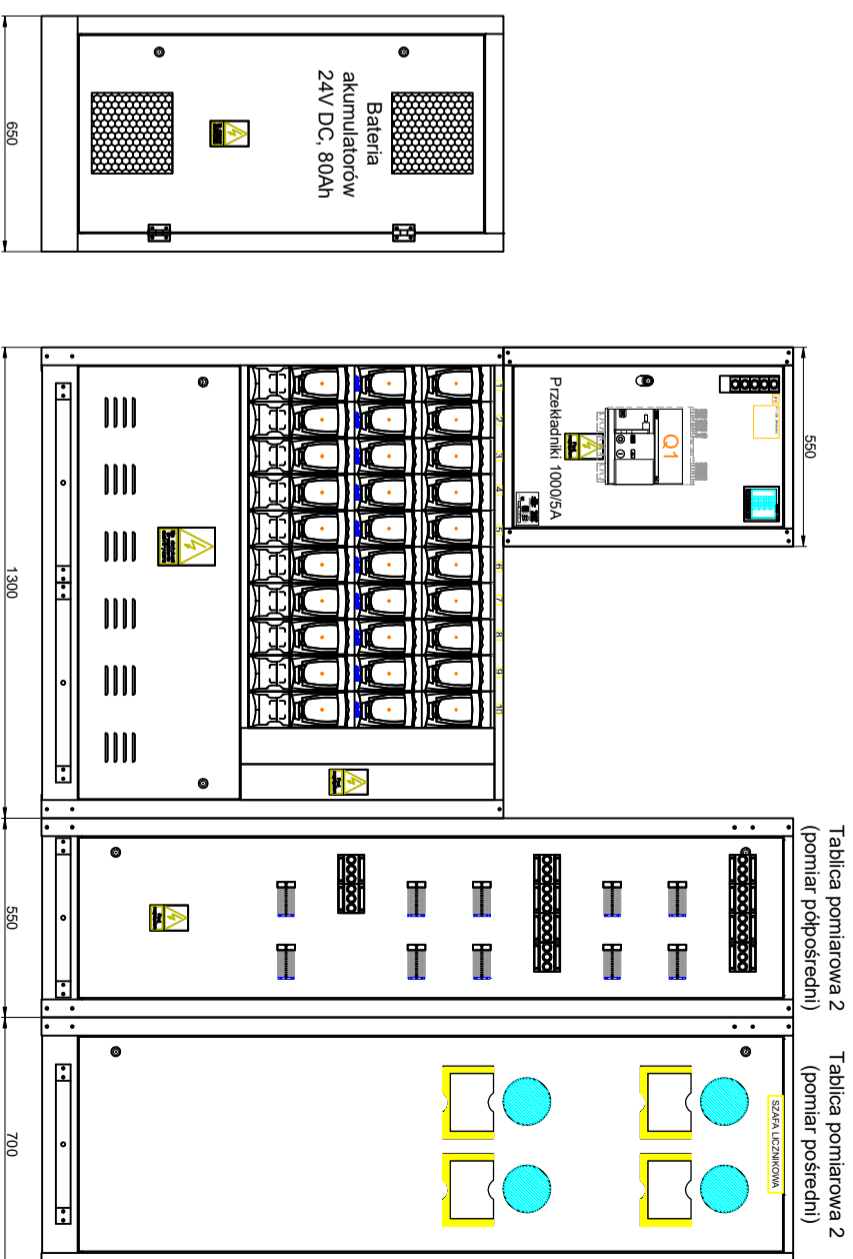 Bateria
akumulatorów
24V DC, 80Ah
650
550
Q1
Przekładniki 1000/5A
1
2
3
4
5
6
7
8
9
10
1300
Tablica pomiarowa 2
(pomiar półpośredni)
550
Tablica pomiarowa 2
(pomiar pośredni)
SZAFA LICZNIKOWA
700